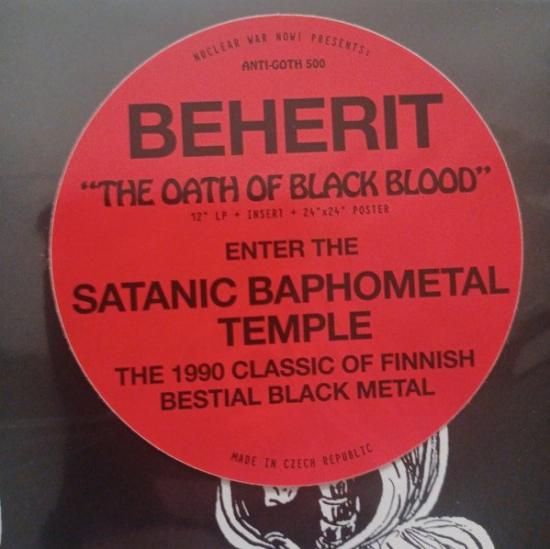 NUCLEAR WAR NOW! PRESENTS:
ANTI-GOTH 500
BEHERIT
"THE OATH OF BLACK BLOOD"
12" LP + INSERT + 24"x24" POSTER
ENTER THE
SATANIC BAPHOMETAL
TEMPLE
THE 1990 CLASSIC OF FINNISH
BESTIAL BLACK METAL
MADE IN CZECH REPUBLIC